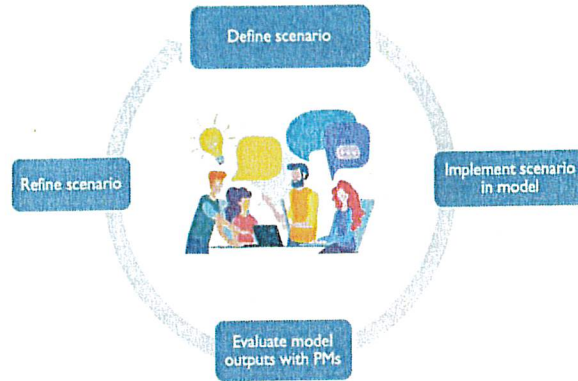 Define scenario
Implement scenario
in model
Evaluate model
outputs with PMs
Refine scenario